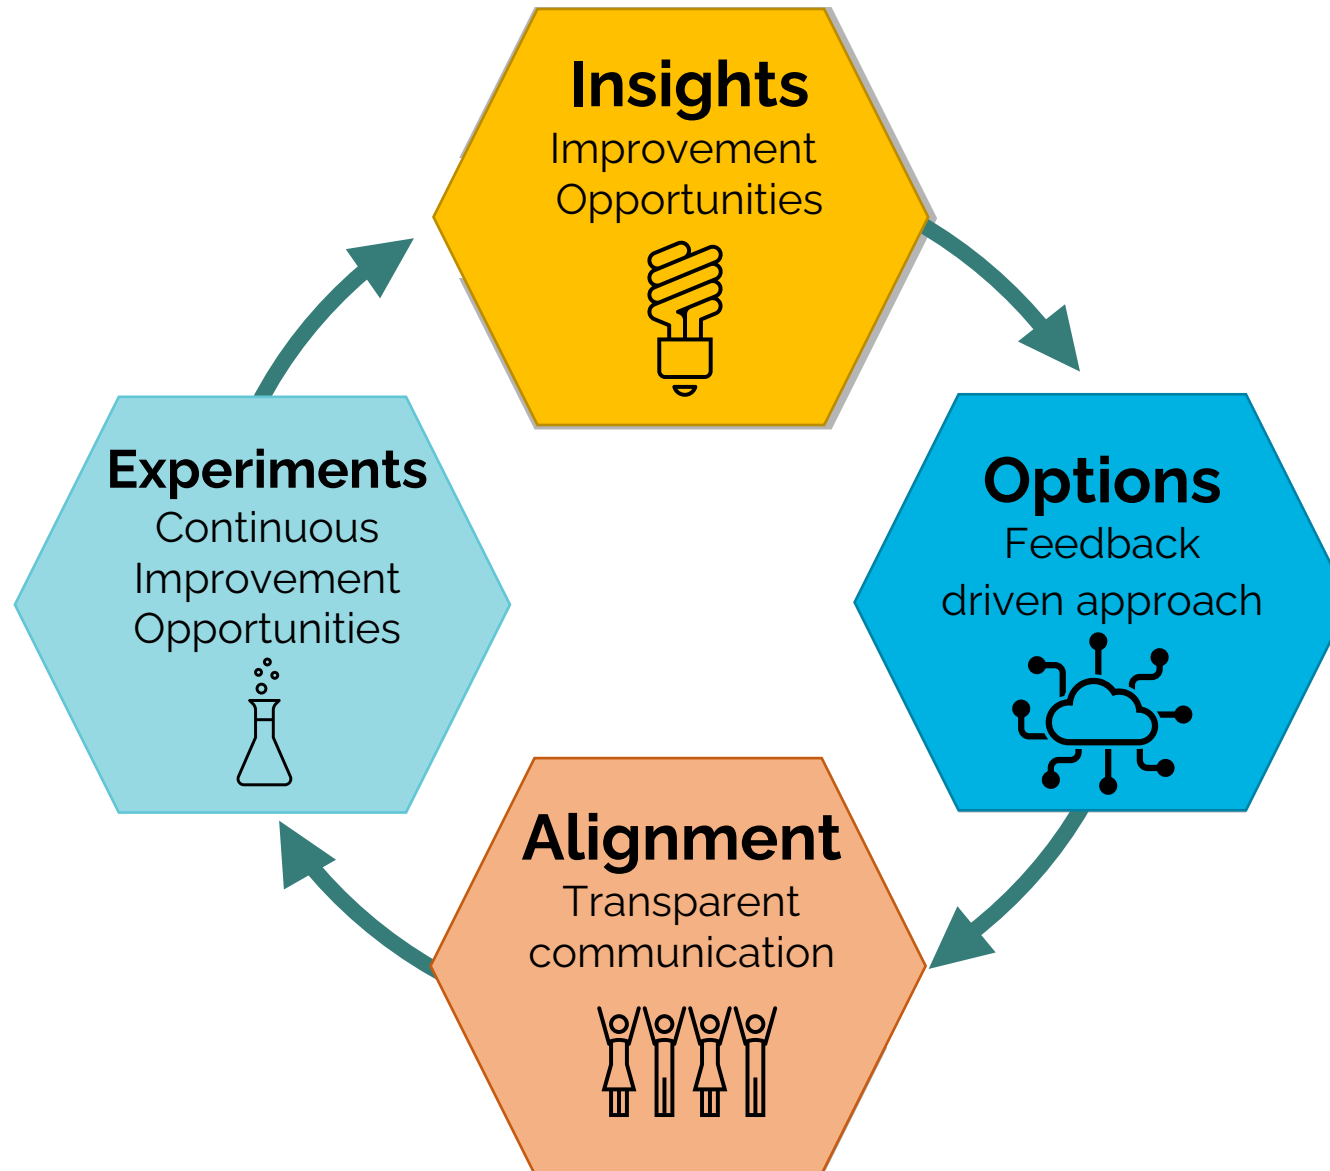 Insights
Improvement
Opportunities
Options
Feedback
driven approach
Alignment
Transparent
communication
Experiments
Continuous
Improvement
Opportunities